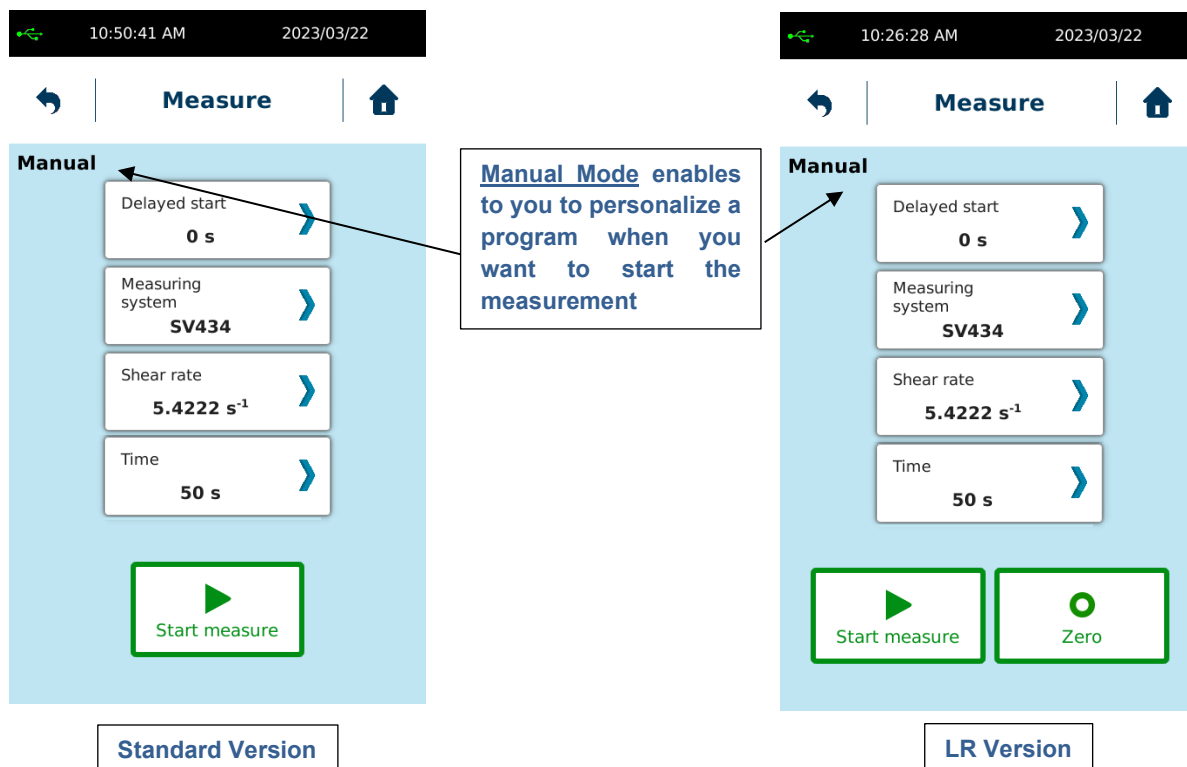 10:50:41 AM 2023/03/22
Measure
Manual
Delayed start
0 s
Measuring
system
SV434
Shear rate
5.4222 s⁻¹
Time
50 s
Start measure
Standard Version
Manual Mode enables
to you to personalize a
program when you
want to start the
measurement
10:26:28 AM 2023/03/22
Measure
Manual
Delayed start
0 s
Measuring
system
SV434
Shear rate
5.4222 s⁻¹
Time
50 s
Start measure
Zero
LR Version